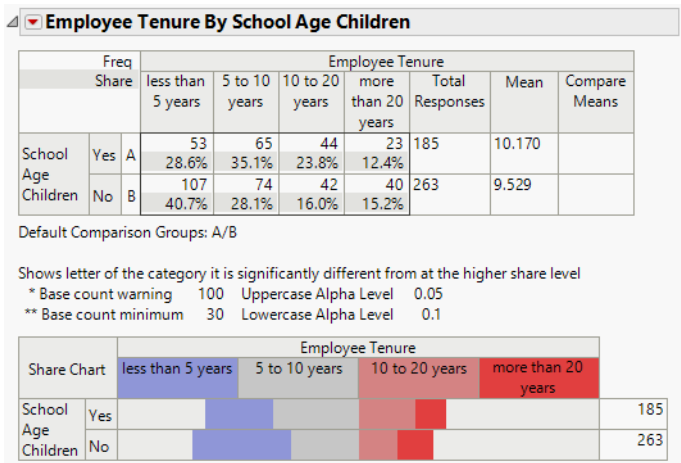 Employee Tenure By School Age Children
Freq Employee Tenure
Share less than 5 years 5 to 10 years 10 to 20 years more than 20 years Total Responses Mean Compare Means
School Age Children Yes A 53 65 44 23 185 10.170
28.6% 35.1% 23.8% 12.4%
No B 107 74 42 40 263 9.529
40.7% 28.1% 16.0% 15.2%
Default Comparison Groups: A/B
Shows letter of the category it is significantly different from at the higher share level
* Base count warning 100 Uppercase Alpha Level 0.05
** Base count minimum 30 Lowercase Alpha Level 0.1
Employee Tenure
Share Chart less than 5 years 5 to 10 years 10 to 20 years more than 20 years
School Age Children Yes 185
No 263